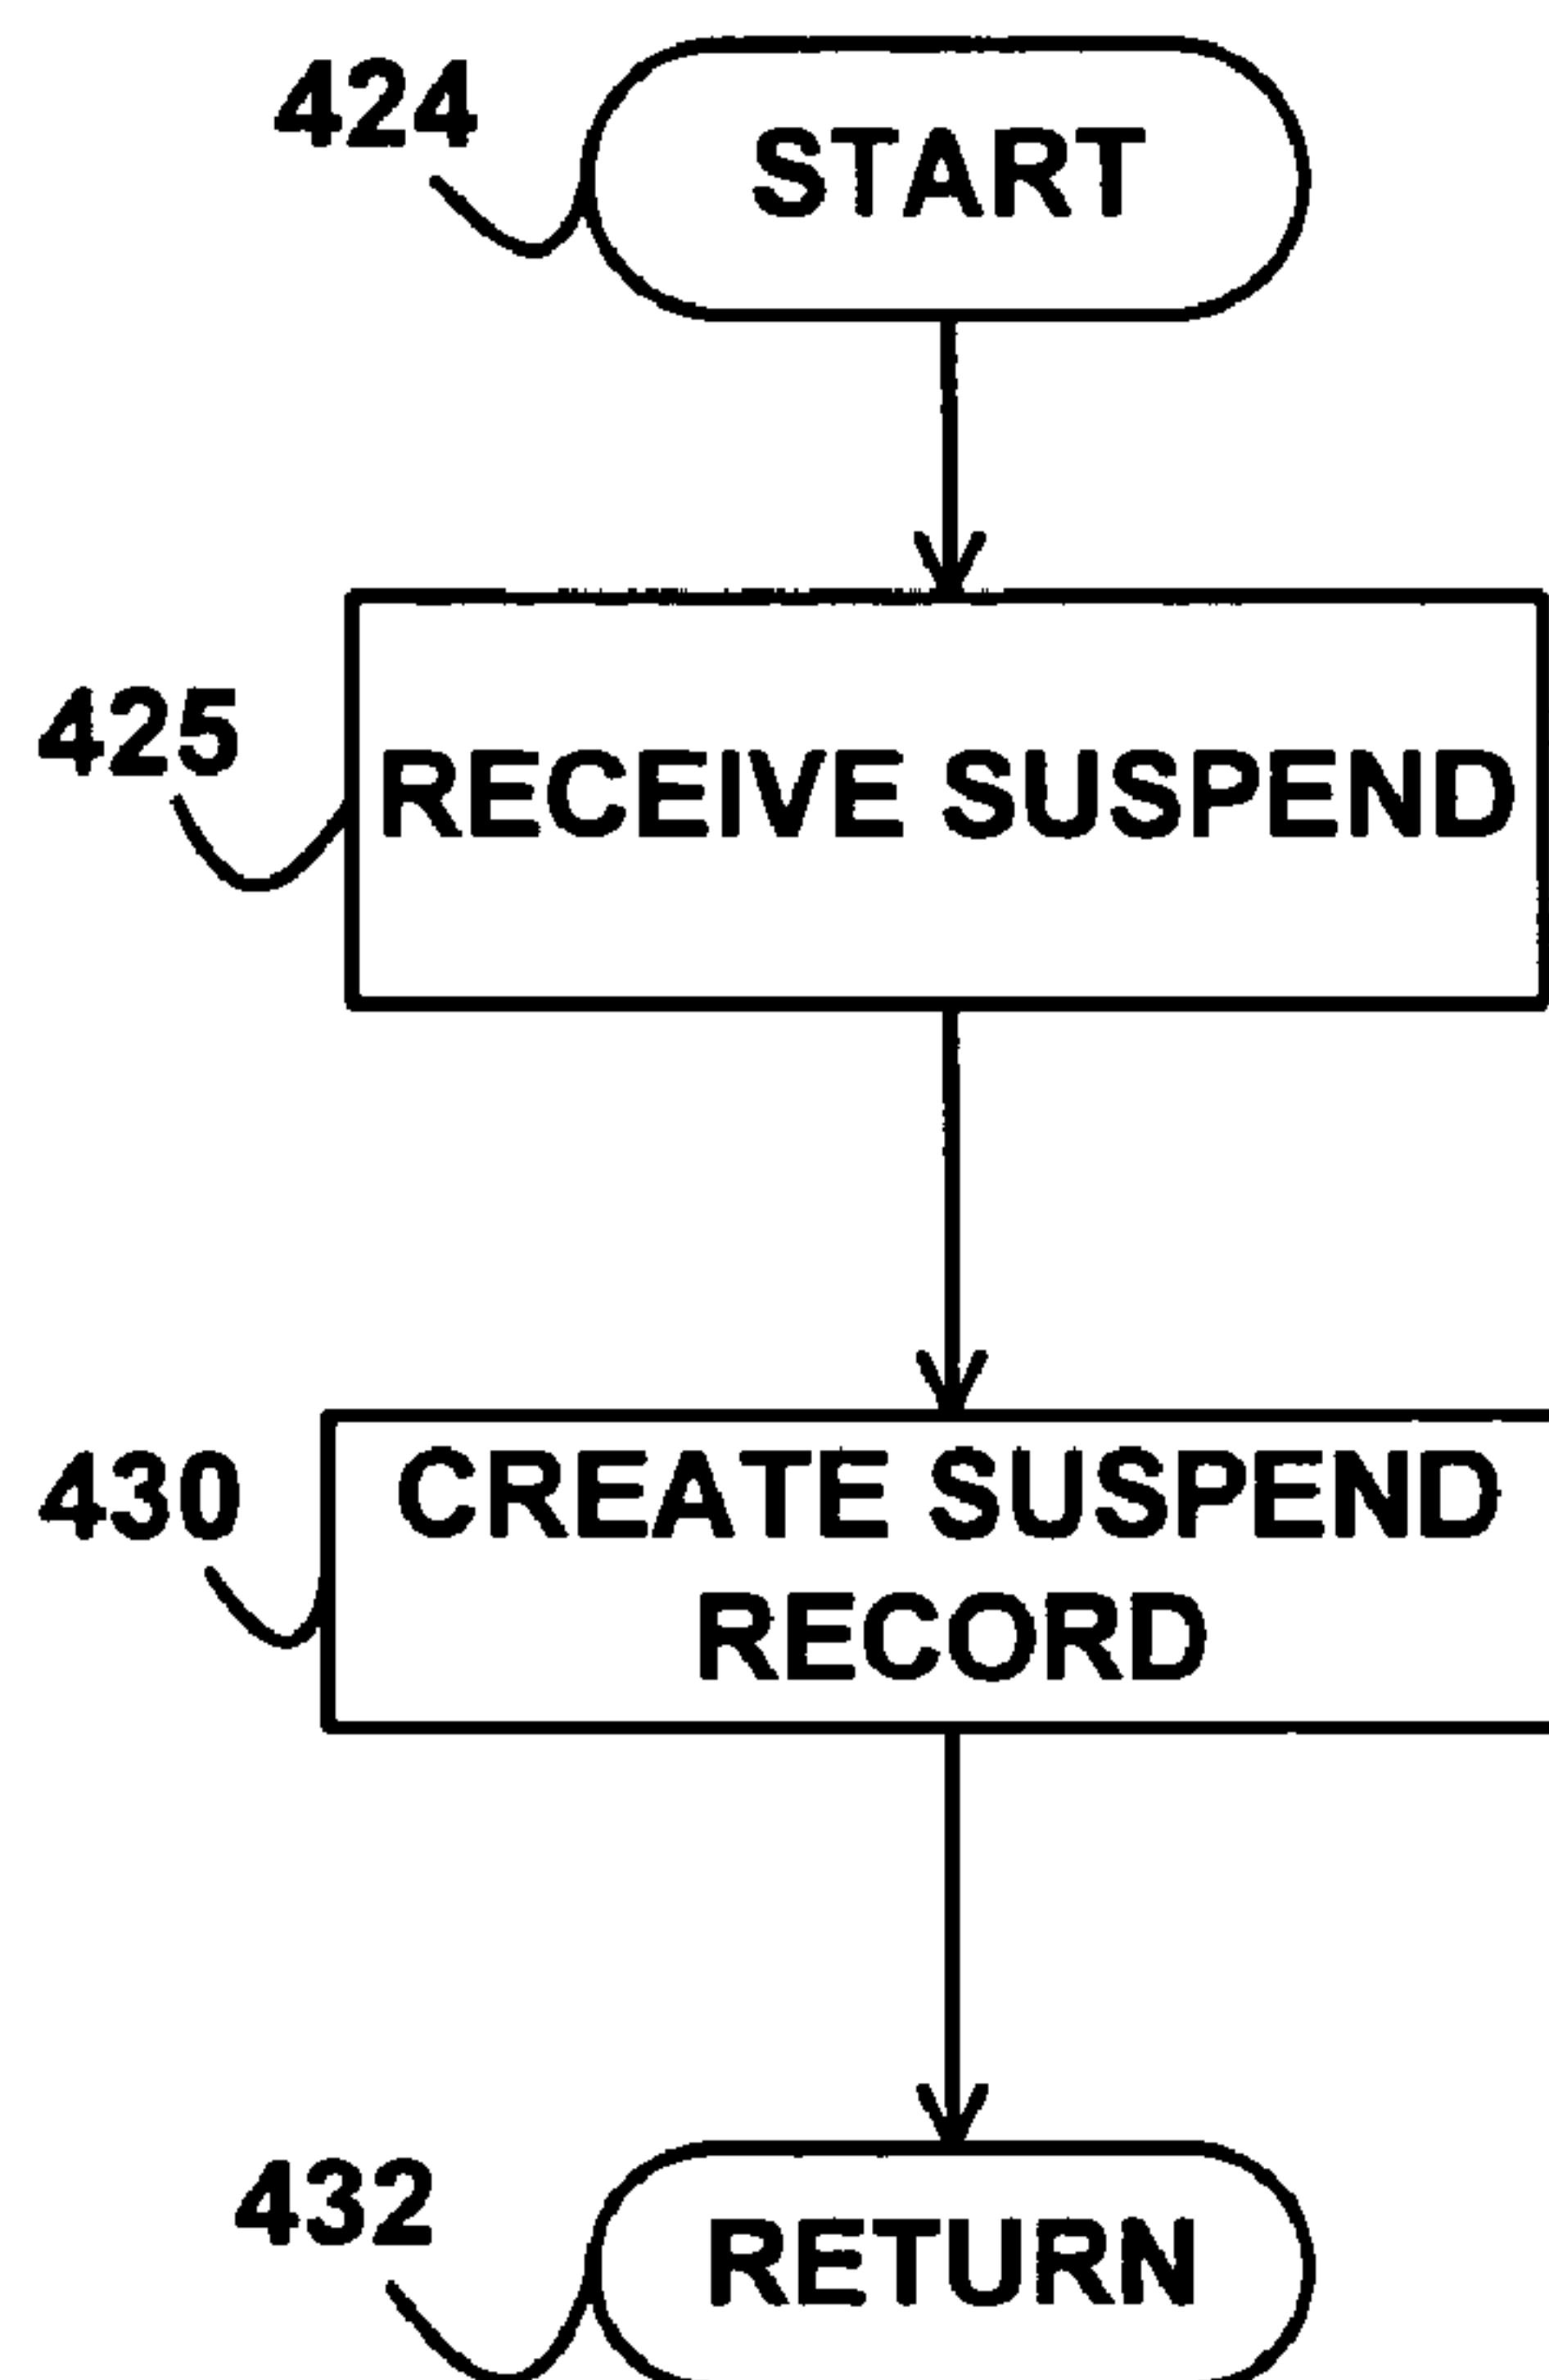 424
START
425
RECEIVE SUSPEND
430
CREATE SUSPEND
RECORD
432
RETURN